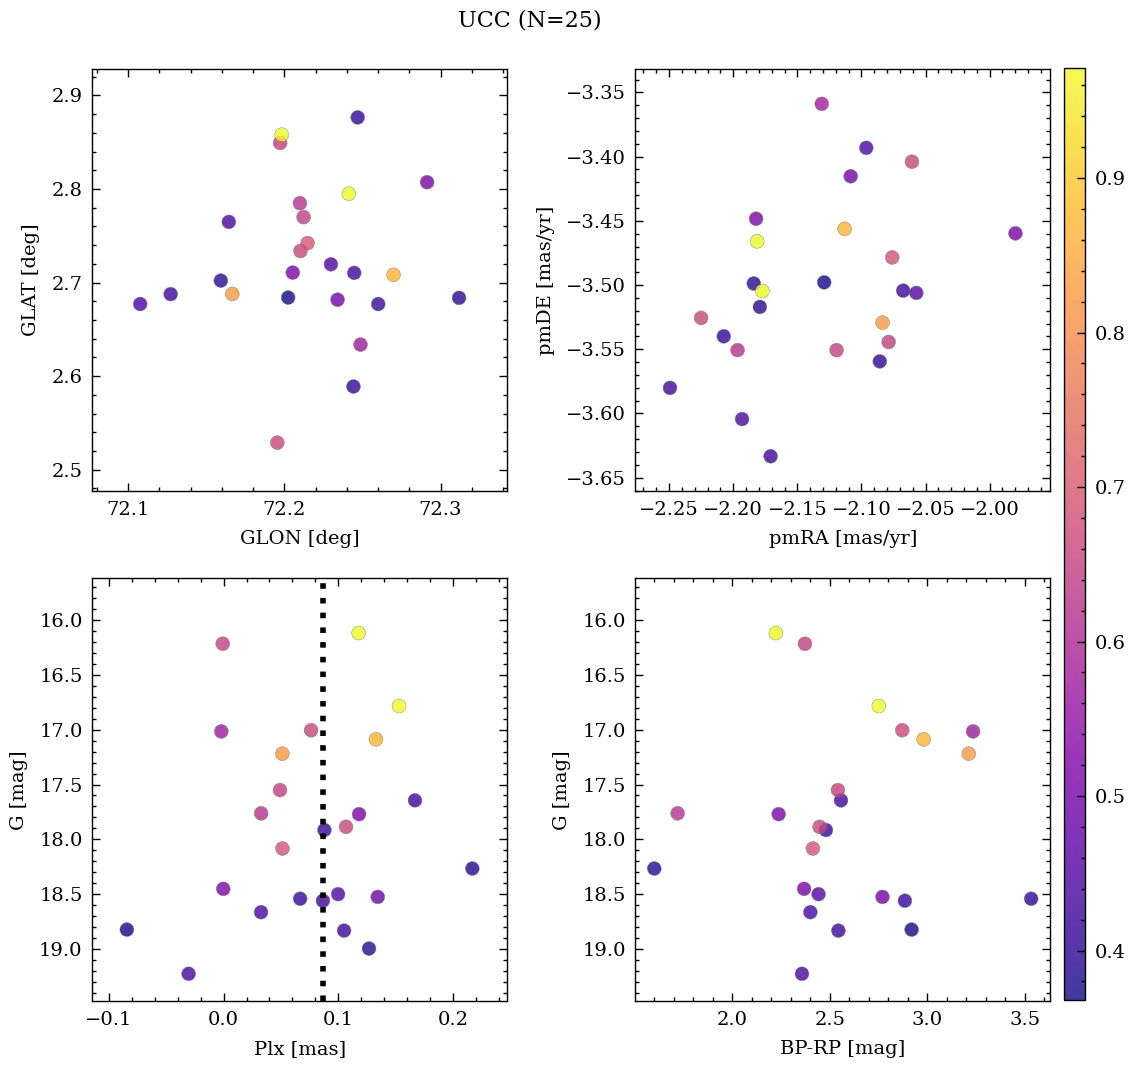 UCC (N=25)
2.9
2.8
2.7
2.6
2.5
GLAT [deg]
72.1 72.2 72.3
GLON [deg]
−3.35
−3.40
−3.45
−3.50
−3.55
−3.60
−3.65
pmDE [mas/yr]
−2.25 −2.20 −2.15 −2.10 −2.05 −2.00
pmRA [mas/yr]
16.0
16.5
17.0
17.5
18.0
18.5
19.0
G [mag]
−0.1 0.0 0.1 0.2
Plx [mas]
16.0
16.5
17.0
17.5
18.0
18.5
19.0
G [mag]
2.0 2.5 3.0 3.5
BP-RP [mag]
0.9
0.8
0.7
0.6
0.5
0.4